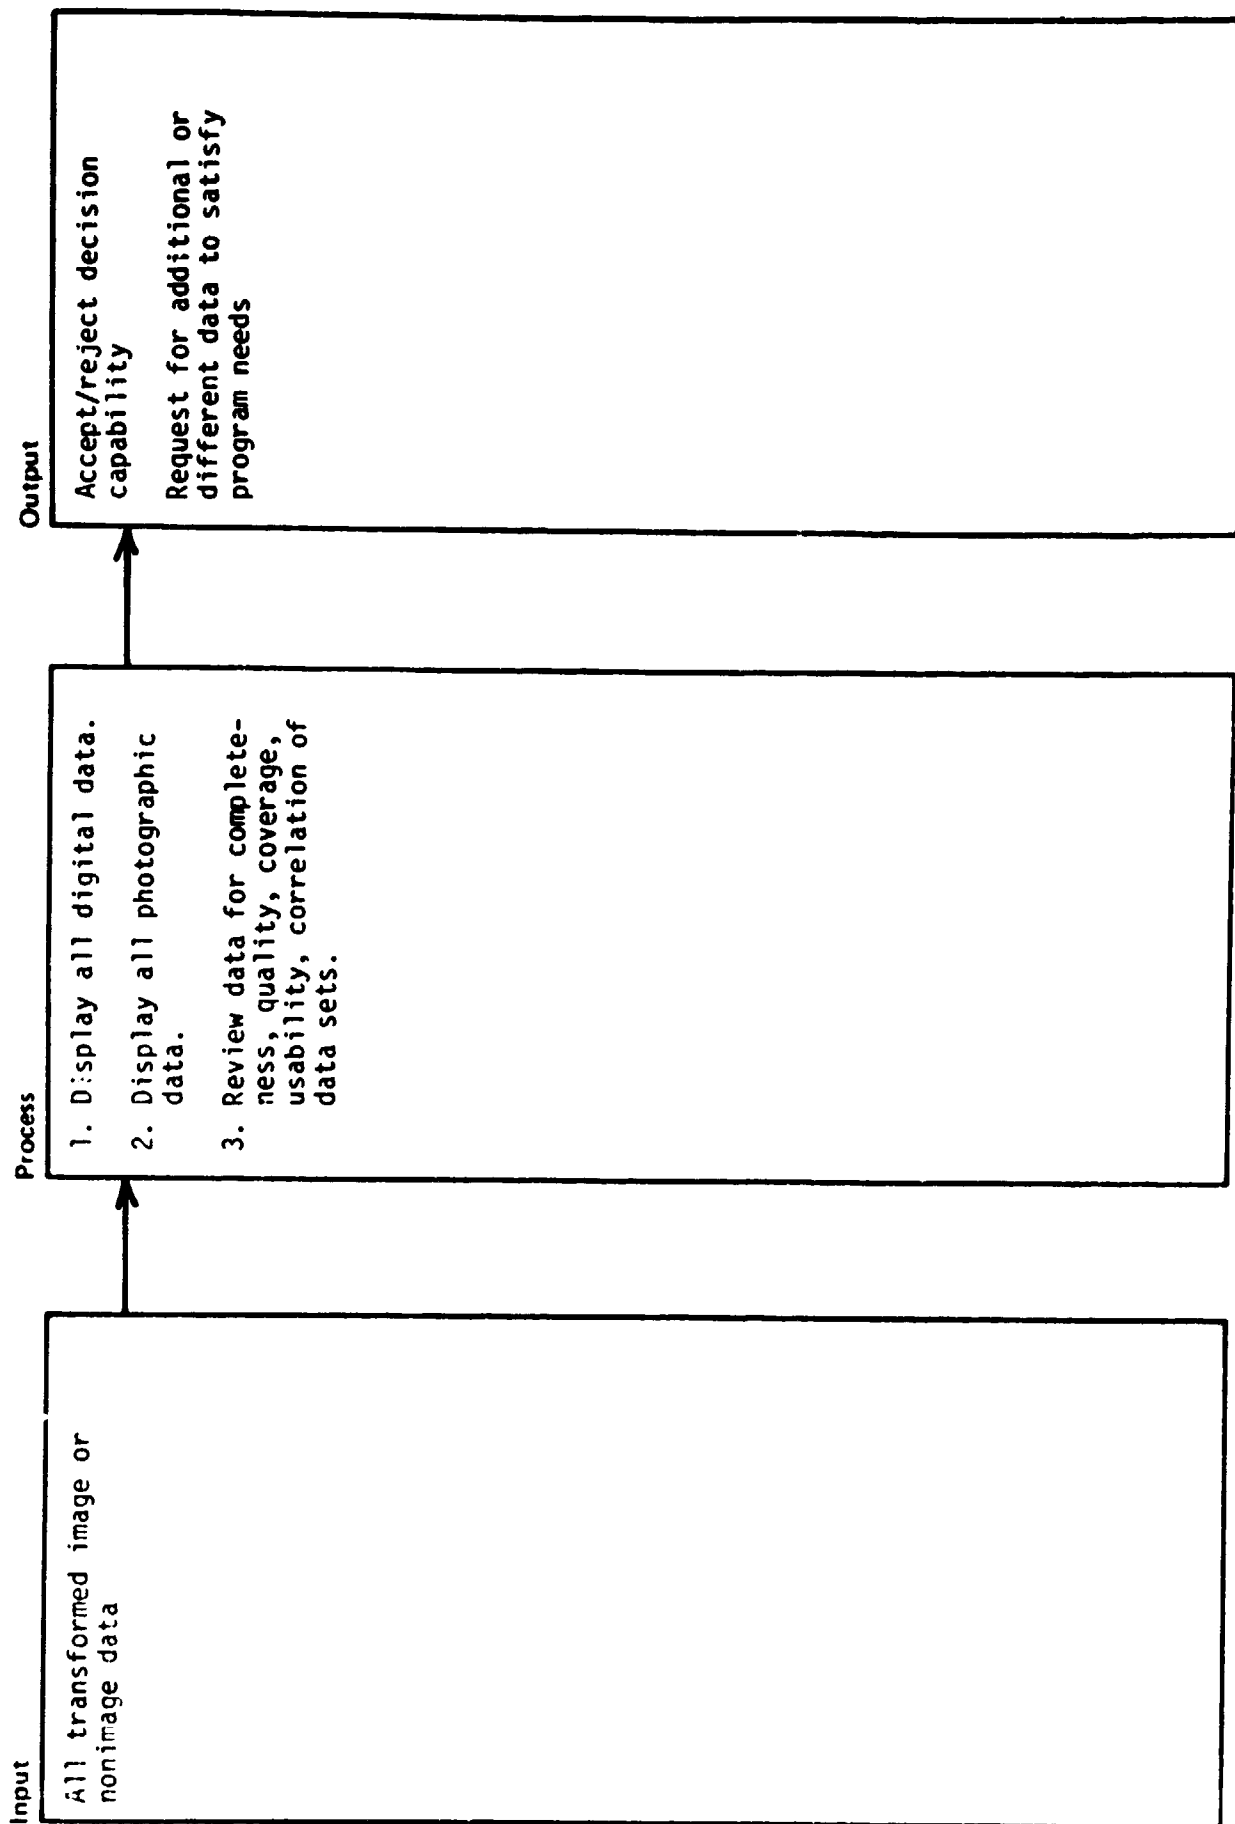 Input
All transformed image or
nonimage data
Process
1. Display all digital data.
2. Display all photographic
data.
3. Review data for complete-
ness, quality, coverage,
usability, correlation of
data sets.
Output
Accept/reject decision
capability
Request for additional or
different data to satisfy
program needs